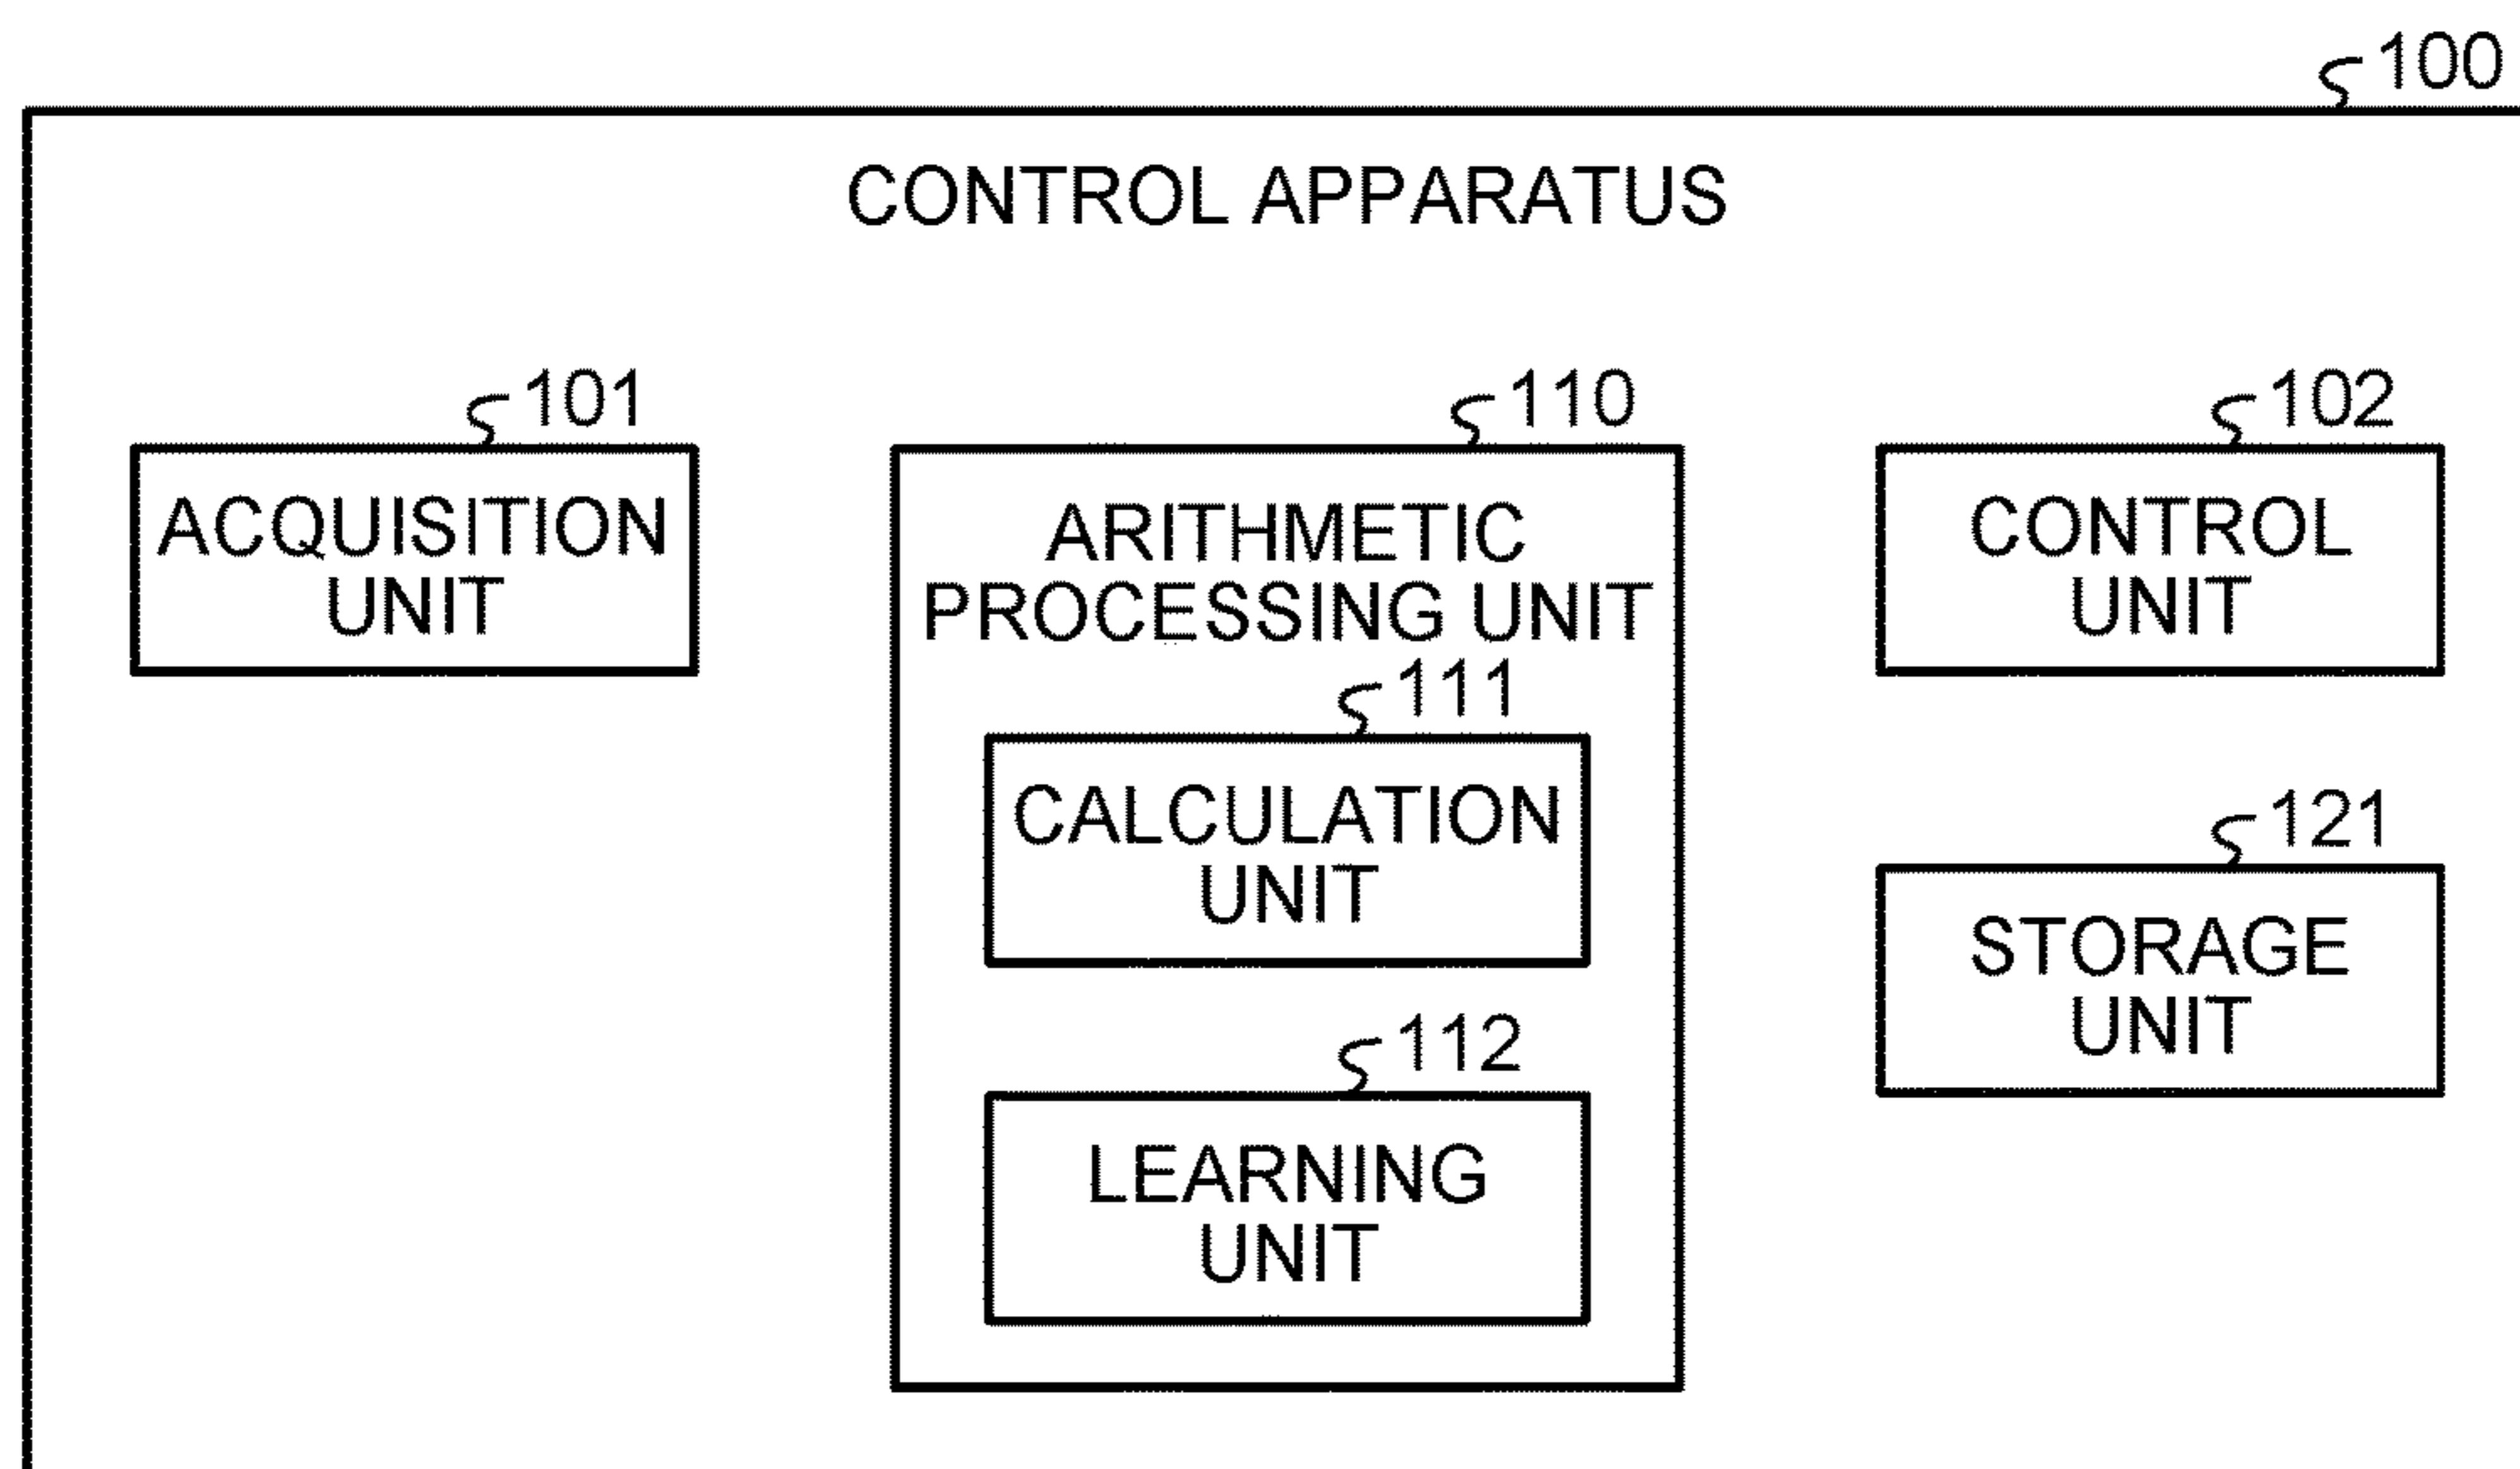 100
CONTROL APPARATUS
101
ACQUISITION
UNIT
110
ARITHMETIC
PROCESSING UNIT
111
CALCULATION
UNIT
112
LEARNING
UNIT
102
CONTROL
UNIT
121
STORAGE
UNIT